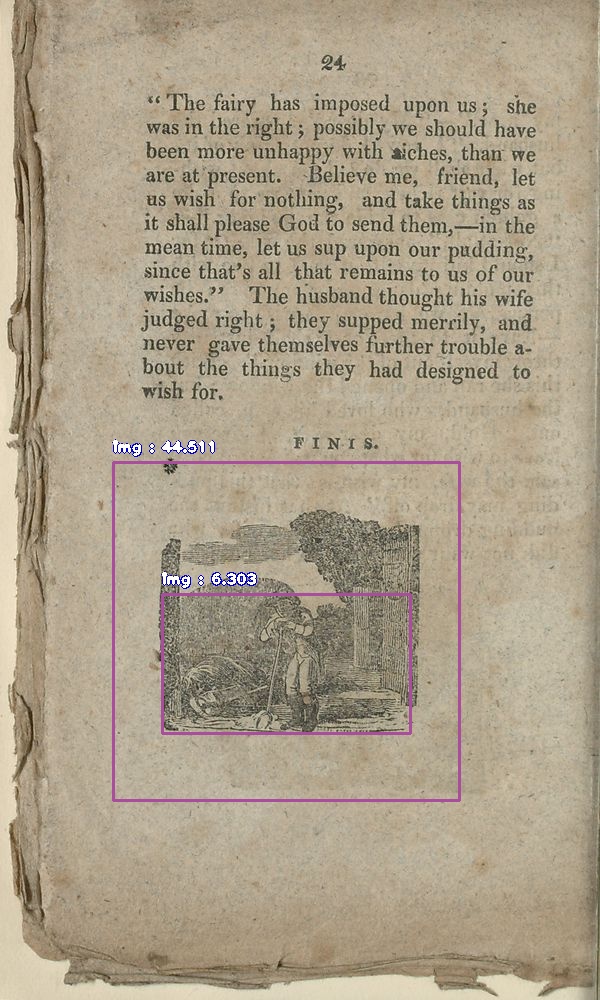 24
“ The fairy has imposed upon us ; she
was in the right ; possibly we should have
been more unhappy with riches, than we
are at present. Believe me, friend, let
us wish for nothing, and take things as
it shall please God to send them,—in the
mean time, let us sup upon our pudding,
since that's all that remains to us of our
wishes.” The husband thought his wife
judged right ; they supped merrily, and
never gave themselves further trouble a-
bout the things they had designed to
wish for.
FINIS.
img : 44.511
img : 6.303